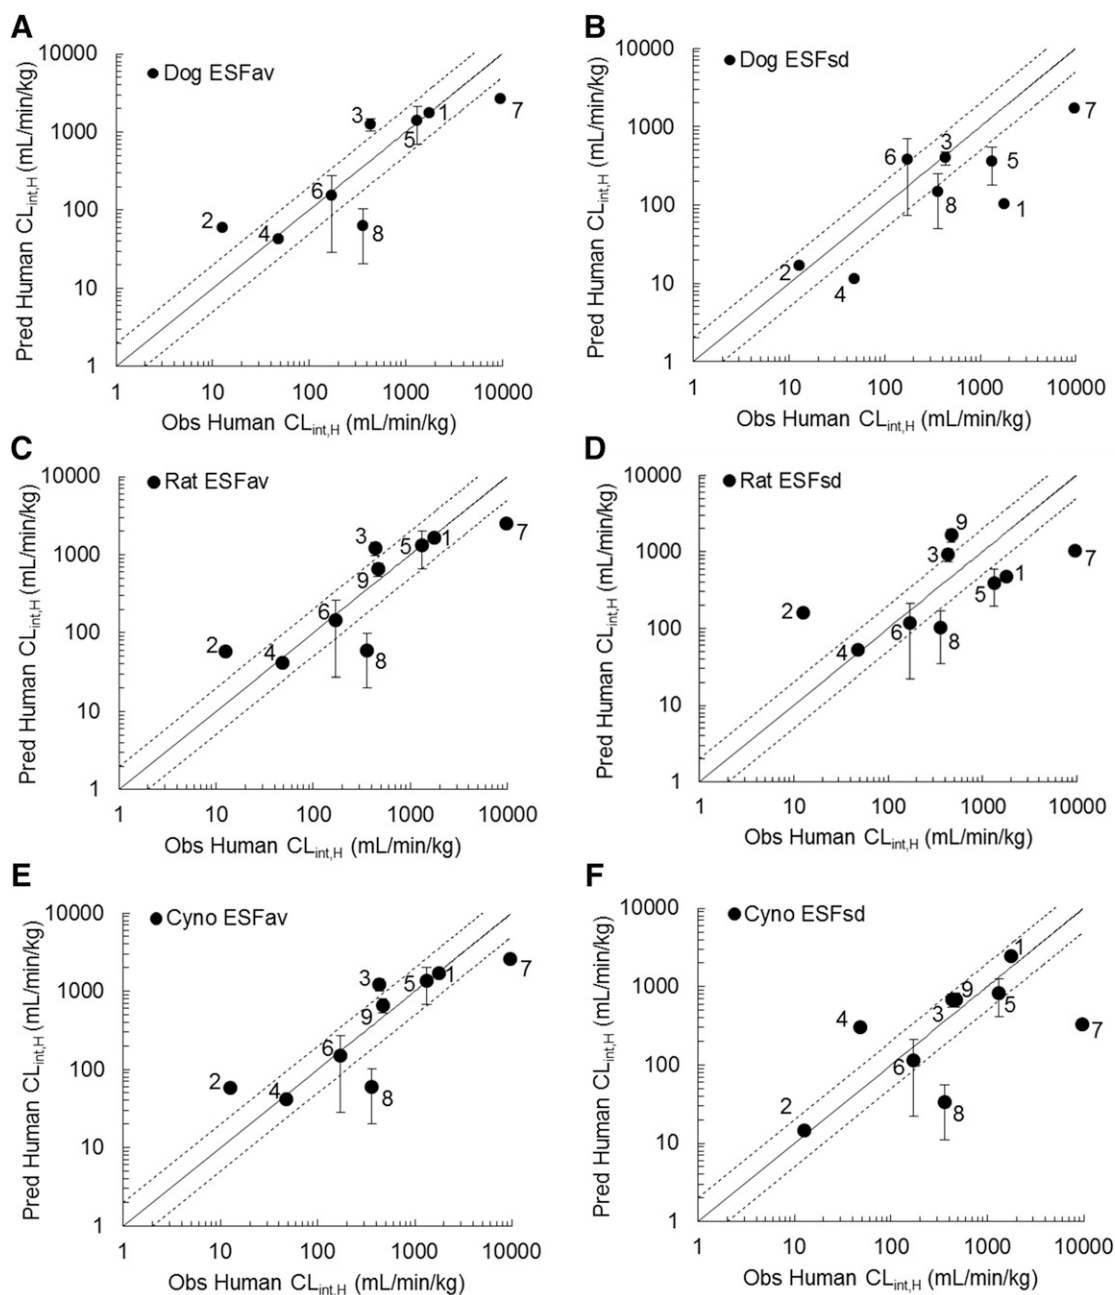 A
Pred Human CLint,H (mL/min/kg)
10000
1000
100
10
1
● Dog ESFav
3
5
1
7
2
4
6
8
1 10 100 1000 10000
Obs Human CLint,H (mL/min/kg)
B
Pred Human CLint,H (mL/min/kg)
10000
1000
100
10
1
● Dog ESFsd
6
3
5
7
8
1
2
4
1 10 100 1000 10000
Obs Human CLint,H (mL/min/kg)
C
Pred Human CLint,H (mL/min/kg)
10000
1000
100
10
1
● Rat ESFav
3
5
1
7
9
6
2
4
8
1 10 100 1000 10000
Obs Human CLint,H (mL/min/kg)
D
Pred Human CLint,H (mL/min/kg)
10000
1000
100
10
1
● Rat ESFsd
9
3
7
1
5
2
6
8
4
1 10 100 1000 10000
Obs Human CLint,H (mL/min/kg)
E
Pred Human CLint,H (mL/min/kg)
10000
1000
100
10
1
● Cyno ESFav
3
5
1
7
9
6
2
4
8
1 10 100 1000 10000
Obs Human CLint,H (mL/min/kg)
F
Pred Human CLint,H (mL/min/kg)
10000
1000
100
10
1
● Cyno ESFsd
1
9
3
5
4
7
6
8
2
1 10 100 1000 10000
Obs Human CLint,H (mL/min/kg)